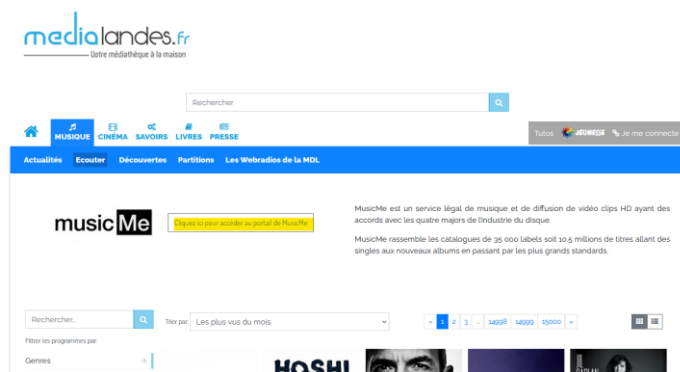 medialandes.fr
Votre médiathèque à la maison
Rechercher
MUSIQUE CINÉMA SAVOIRS LIVRES PRESSE
Tutos JEUNESSE Je me connecte
Actualités Ecouter Découvertes Partitions Les Webradios de la MDL
musicMe
Cliquez ici pour accéder au portail de MusicMe
MusicMe est un service légal de musique et de diffusion de vidéo clips HD ayant des
accords avec les quatre majors de l'industrie du disque.
MusicMe rassemble les catalogues de 35 000 labels soit 10,5 millions de titres allant des
singles aux nouveaux albums en passant par les plus grands standards.
Rechercher...
Trier par: Les plus vus du mois
« 1 2 3 ... 14998 14999 15000 »
Filtrer les programmes par
Genres
HOSHI